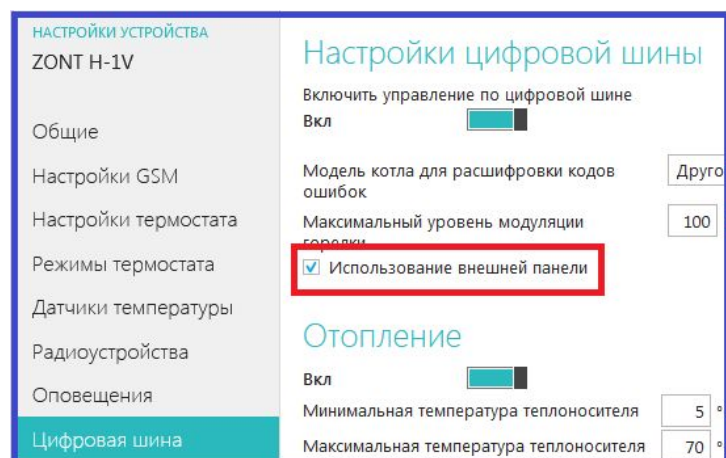 НАСТРОЙКИ УСТРОЙСТВА
ZONT H-1V
Общие
Настройки GSM
Настройки термостата
Режимы термостата
Датчики температуры
Радиоустройства
Оповещения
Цифровая шина
Настройки цифровой шины
Включить управление по цифровой шине
Вкл
Модель котла для расшифровки кодов Друго
ошибок
Максимальный уровень модуляции 100
горелки
Использование внешней панели
Отопление
Вкл
Минимальная температура теплоносителя 5 °
Максимальная температура теплоносителя 70 °